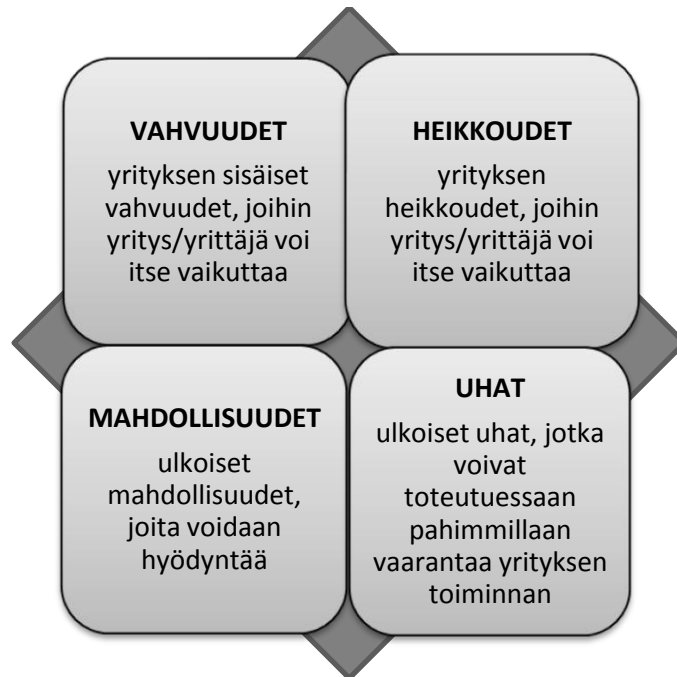 VAHVUUDET
yrityksen sisäiset
vahvuudet, joihin
yritys/yrittäjä voi
itse vaikuttaa
HEIKKOUDET
yrityksen
heikkoudet, joihin
yritys/yrittäjä voi
itse vaikuttaa
MAHDOLLISUUDET
ulkoiset
mahdollisuudet,
joita voidaan
hyödyntää
UHAT
ulkoiset uhat, jotka
voivat
toteutuessaan
pahimmillaan
vaarantaa yrityksen
toiminnan